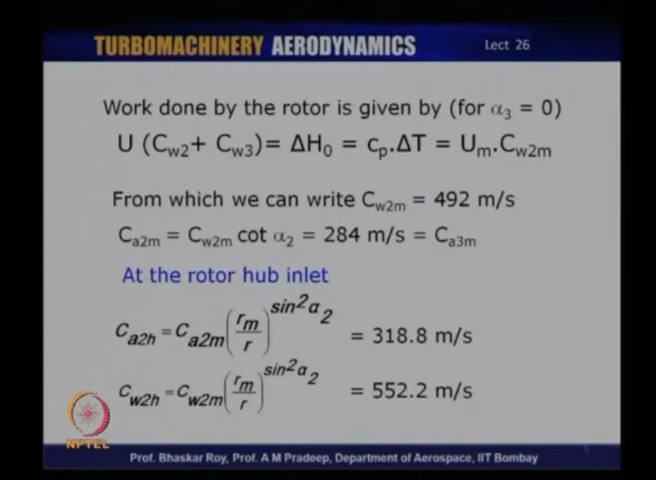 TURBOMACHINERY AERODYNAMICS Lect 26
Work done by the rotor is given by (for α₃ = 0)
U (Cw2+ Cw3)= ΔH₀ = cp.ΔT = Um.Cw2m
From which we can write Cw2m = 492 m/s
Ca2m = Cw2m cot α₂ = 284 m/s = Ca3m
At the rotor hub inlet
Ca2h = Ca2m (rm/r)^sin²α₂ = 318.8 m/s
Cw2h = Cw2m (rm/r)^sin²α₂ = 552.2 m/s
NPTEL
Prof. Bhaskar Roy, Prof. A M Pradeep, Department of Aerospace, IIT Bombay